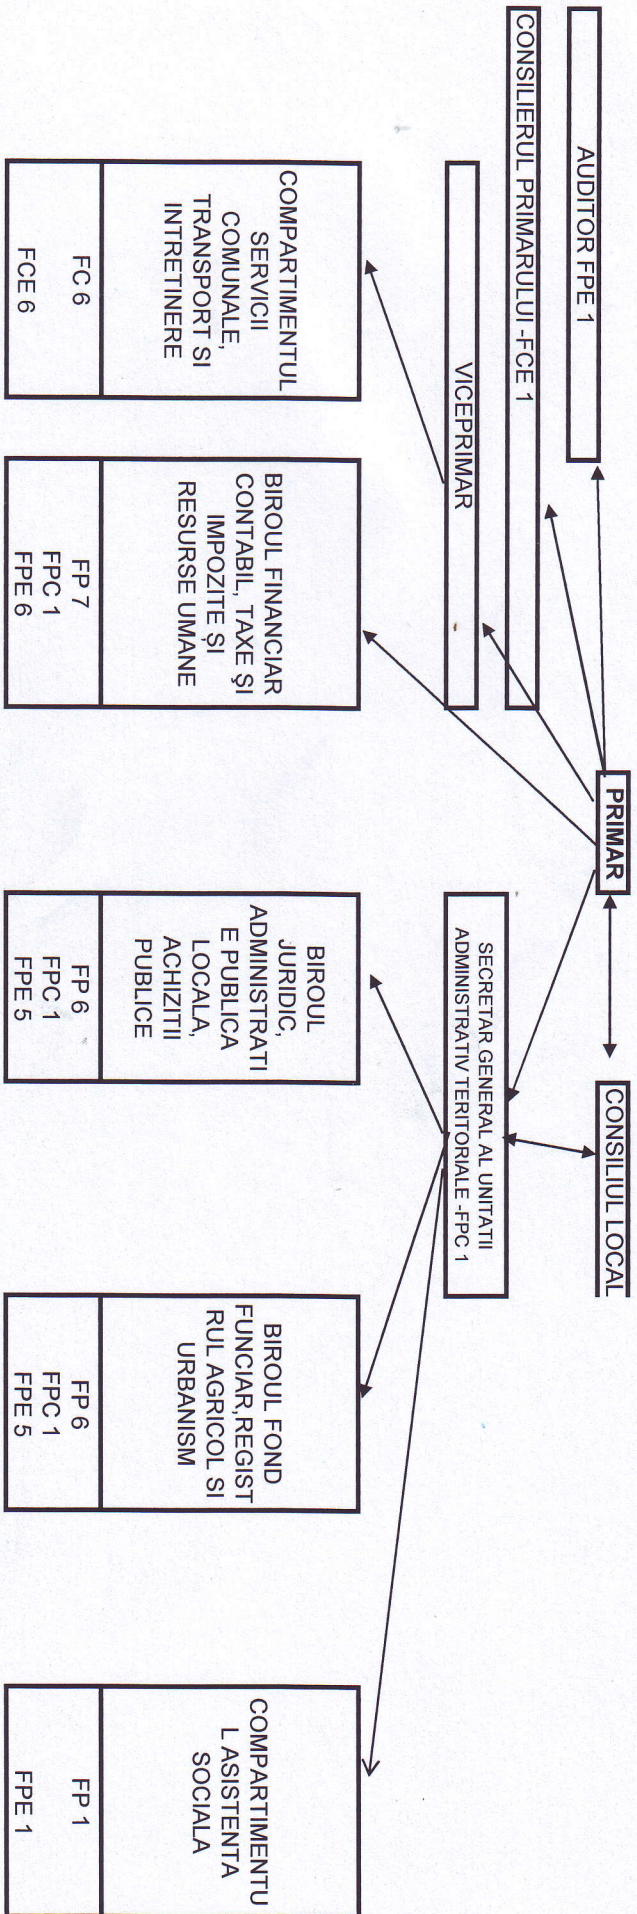 PRIMAR
CONSILIUL LOCAL
AUDITOR FPE 1
CONSILIERUL PRIMARULUI -FCE 1
VICEPRIMAR
SECRETAR GENERAL AL UNITATII
ADMINISTRATIV TERITORIALE -FPC 1
COMPARTIMENTUL
SERVICII
COMUNALE,
TRANSPORT SI
INTRETINERE
FC 6
FCE 6
BIROUL FINANCIAR
CONTABIL, TAXE ȘI
IMPOZITE ȘI
RESURSE UMANE
FP 7
FPC 1
FPE 6
BIROUL
JURIDIC,
ADMINISTRATI
E PUBLICA
LOCALA,
ACHIZITII
PUBLICE
FP 6
FPC 1
FPE 5
BIROUL FOND
FUNCIAR,REGIST
RUL AGRICOL SI
URBANISM
FP 6
FPC 1
FPE 5
COMPARTIMENTU
L ASISTENTA
SOCIALA
FP 1
FPE 1